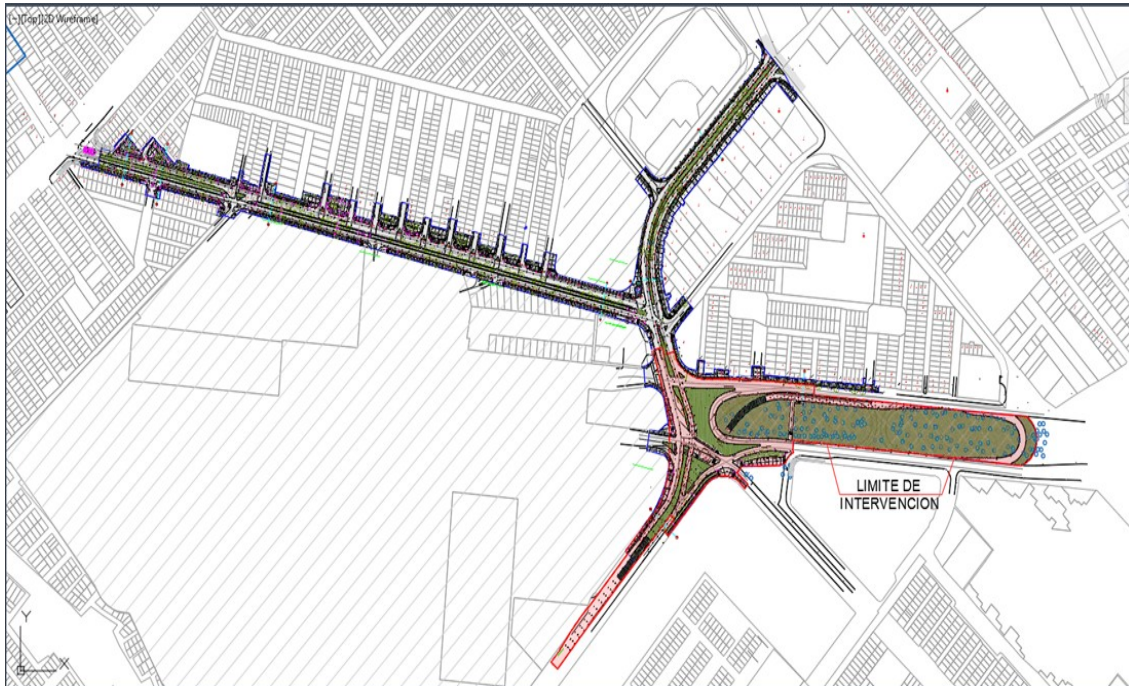 [-][Top][2D Wireframe]
W
LIMITE DE
INTERVENCION
Y
X